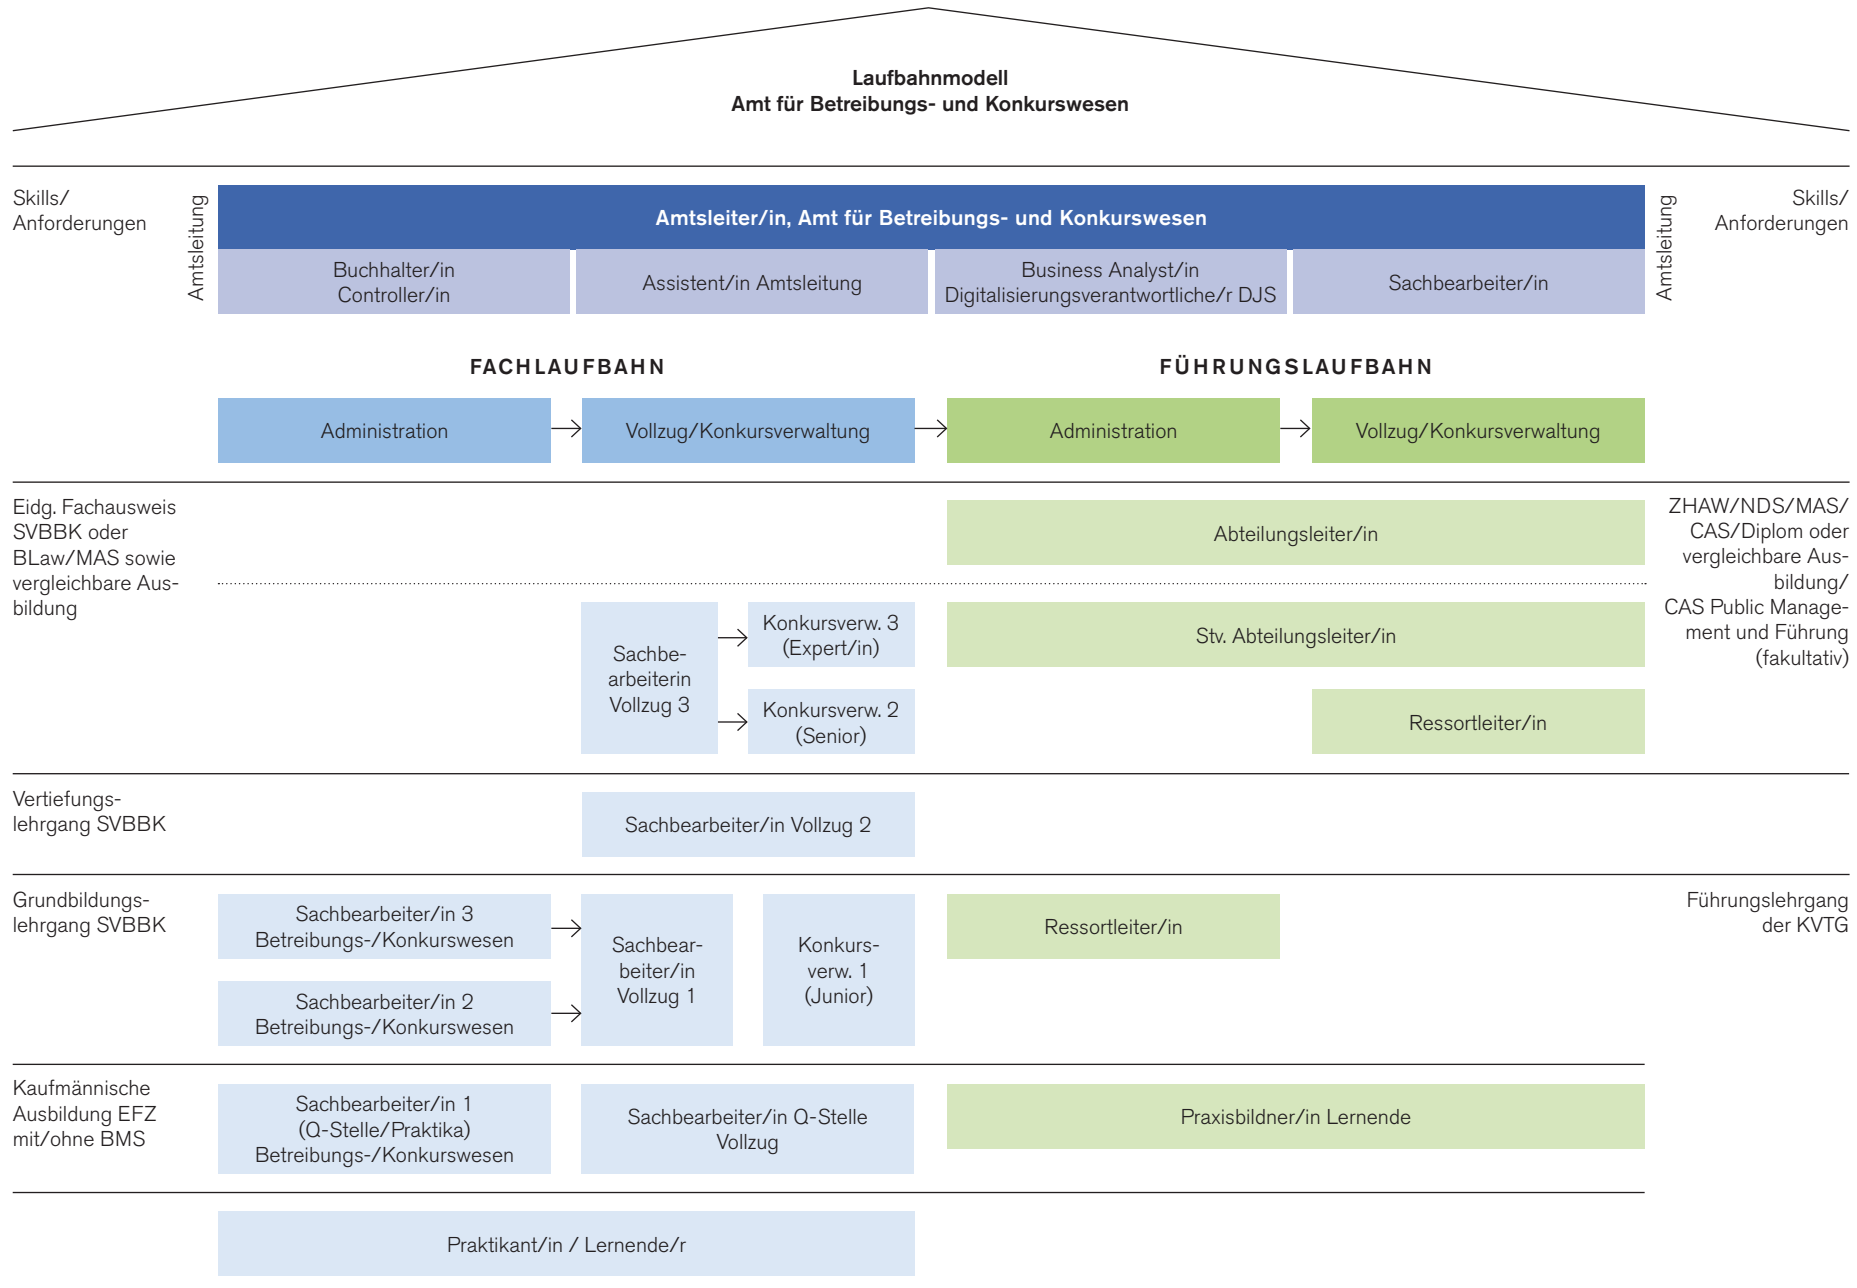 Laufbahnmodell
Amt für Betreibungs- und Konkurswesen
Skills/
Anforderungen
Amtsleitung
Amtsleiter/in, Amt für Betreibungs- und Konkurswesen
Buchhalter/in
Controller/in
Assistent/in Amtsleitung
Business Analyst/in
Digitalisierungsverantwortliche/r DJS
Sachbearbeiter/in
Amtsleitung
Skills/
Anforderungen
FACHLAUFBAHN
FÜHRUNGSLAUFBAHN
Administration
Vollzug/Konkursverwaltung
Administration
Vollzug/Konkursverwaltung
Eidg. Fachausweis
SVBBK oder
BLaw/MAS sowie
vergleichbare Aus-
bildung
Abteilungsleiter/in
Sachbe-
arbeiterin
Vollzug 3
Konkursverw. 3
(Expert/in)
Konkursverw. 2
(Senior)
Stv. Abteilungsleiter/in
Ressortleiter/in
ZHAW/NDS/MAS/
CAS/Diplom oder
vergleichbare Aus-
bildung/
CAS Public Manage-
ment und Führung
(fakultativ)
Vertiefungs-
lehrgang SVBBK
Sachbearbeiter/in Vollzug 2
Grundbildungs-
lehrgang SVBBK
Sachbearbeiter/in 3
Betreibungs-/Konkurswesen
Sachbearbeiter/in 2
Betreibungs-/Konkurswesen
Sachbear-
beiter/in
Vollzug 1
Konkurs-
verw. 1
(Junior)
Ressortleiter/in
Führungslehrgang
der KVTG
Kaufmännische
Ausbildung EFZ
mit/ohne BMS
Sachbearbeiter/in 1
(Q-Stelle/Praktika)
Betreibungs-/Konkurswesen
Sachbearbeiter/in Q-Stelle
Vollzug
Praxisbildner/in Lernende
Praktikant/in / Lernende/r